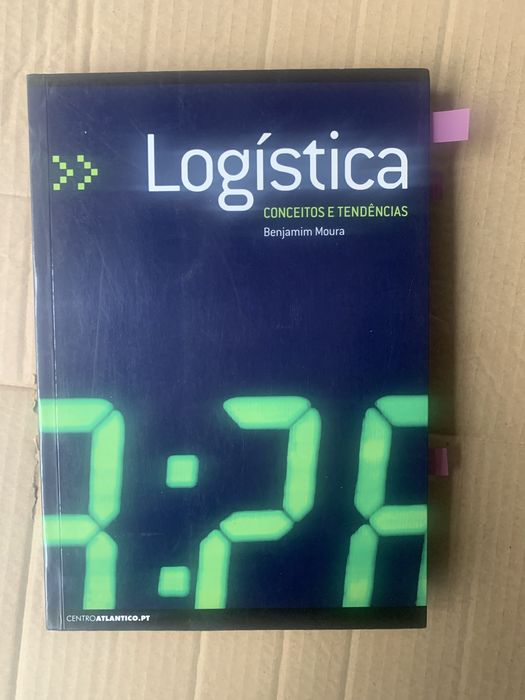 >> Logística
CONCEITOS E TENDÊNCIAS
Benjamim Moura
CENTROATLANTICO.PT